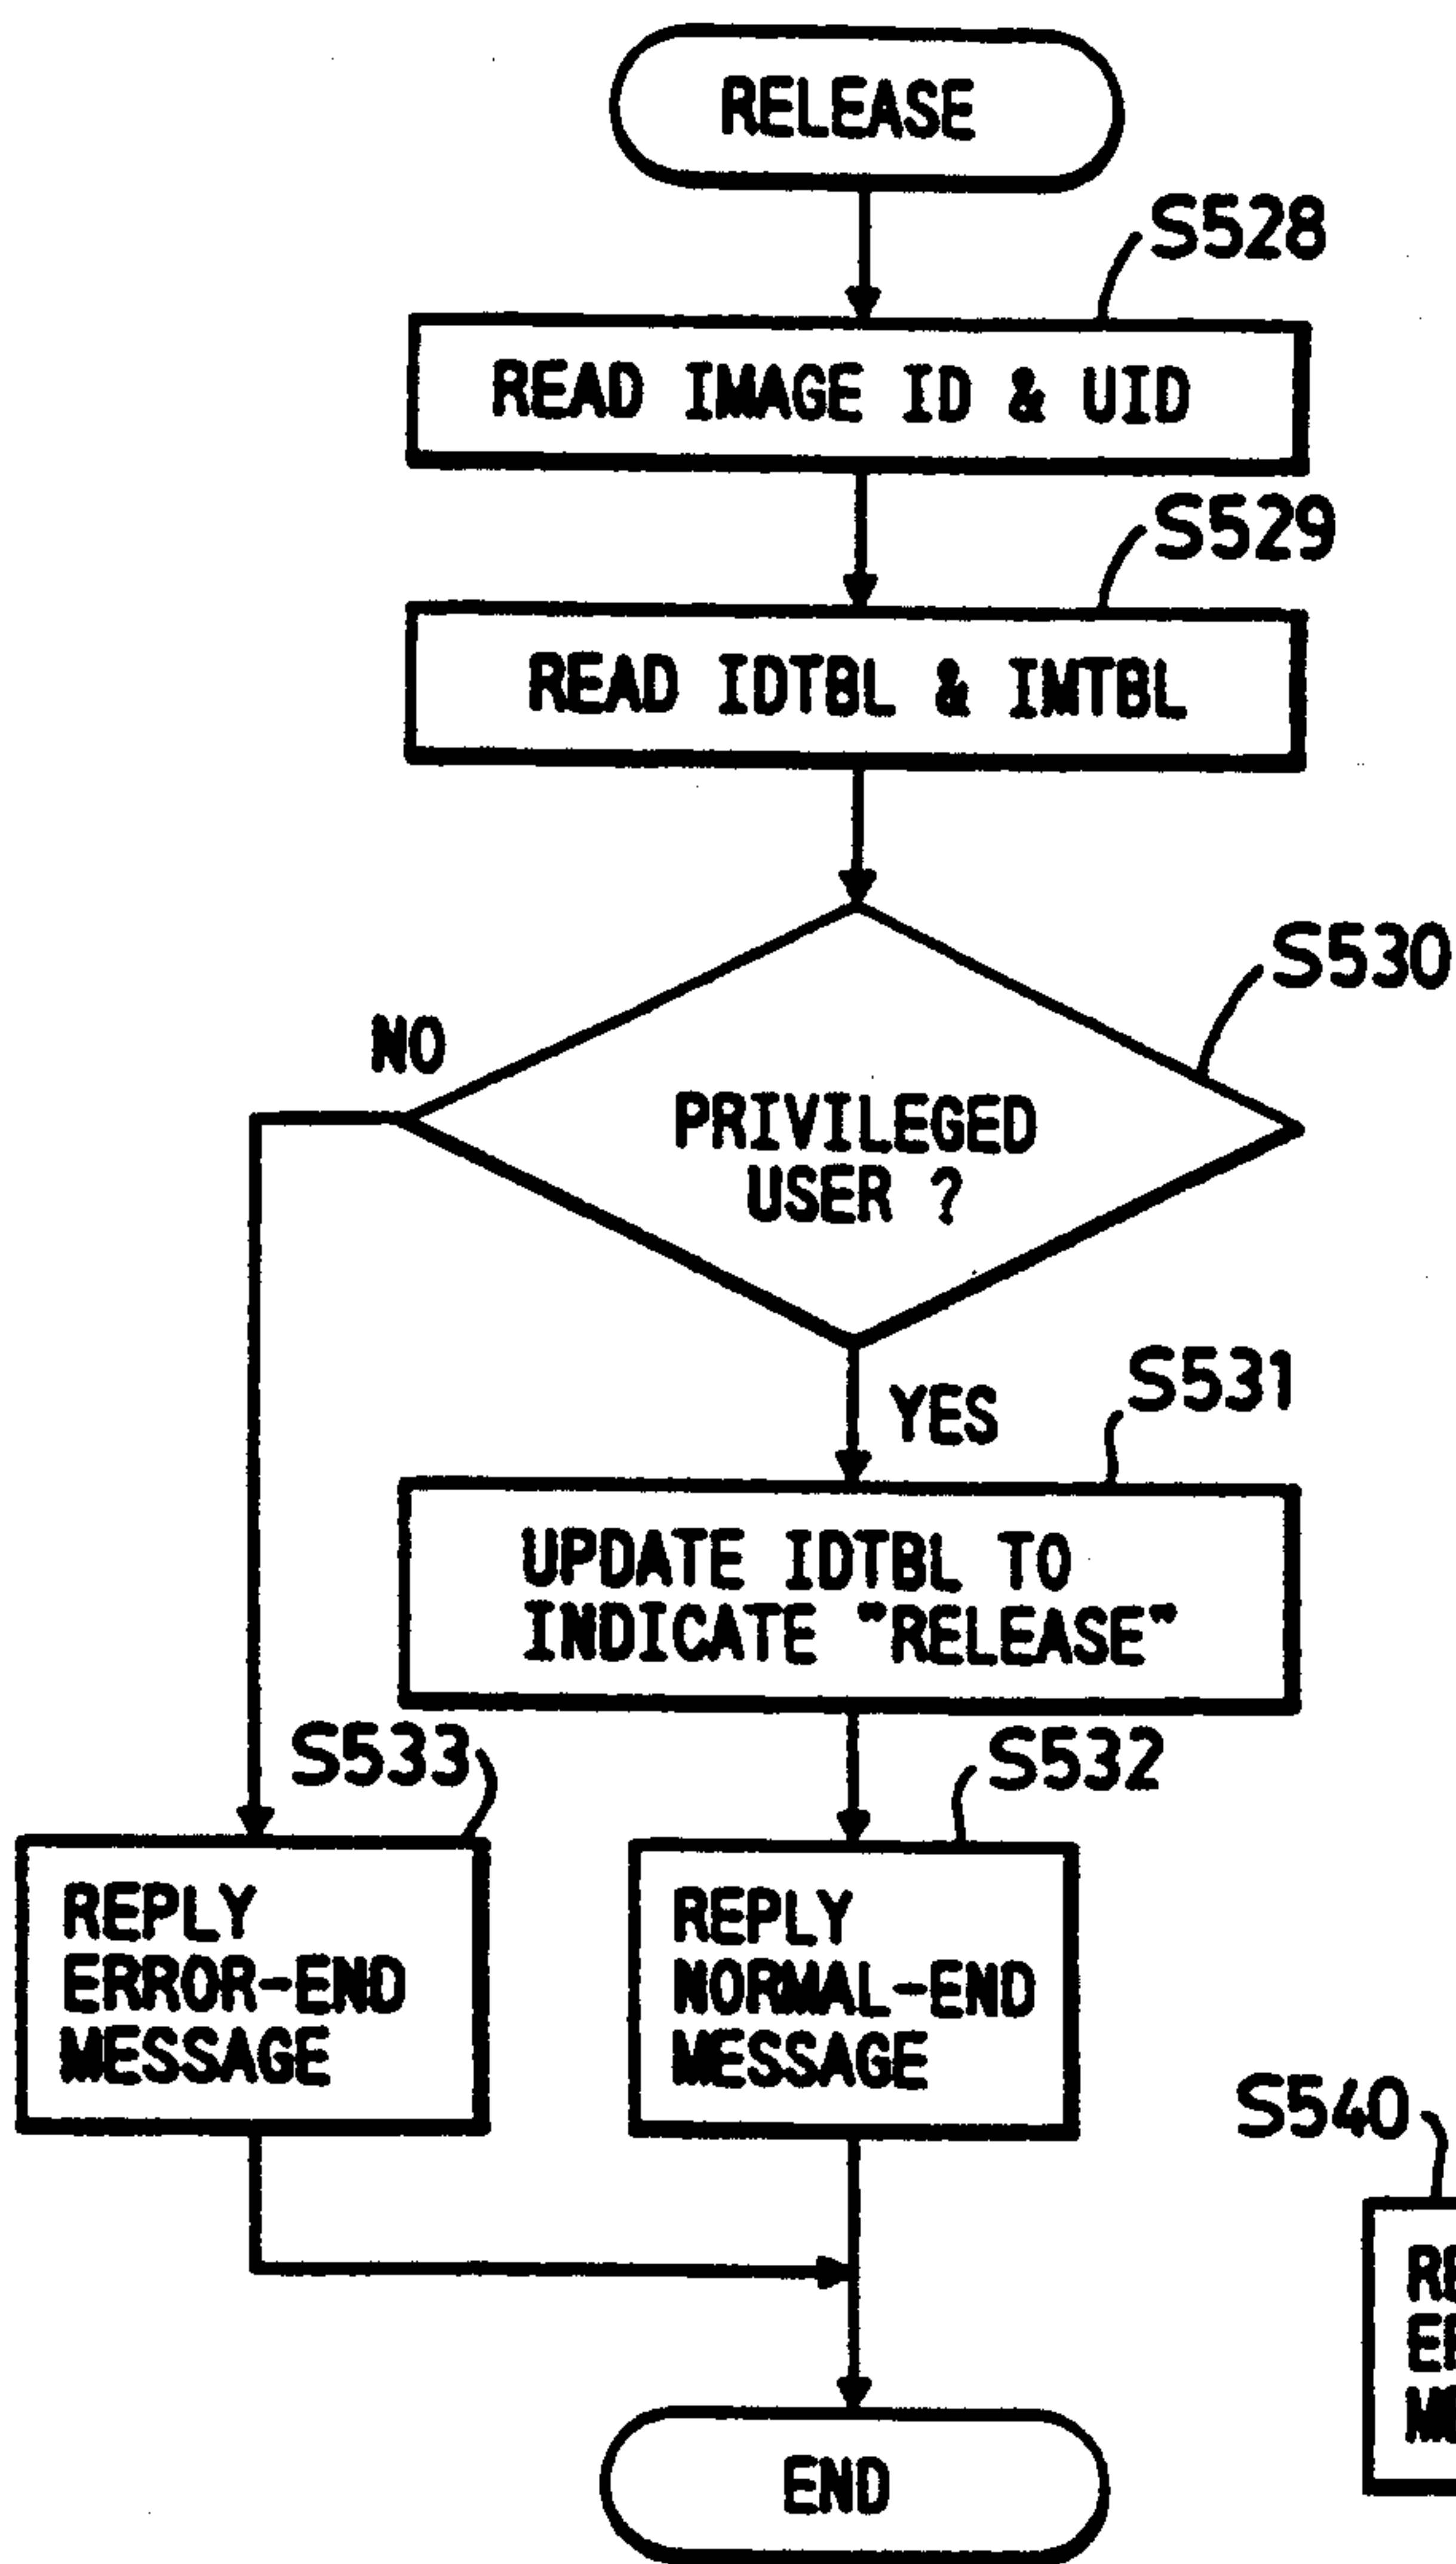 RELEASE
S528
READ IMAGE ID & UID
S529
READ IDTBL & IMTBL
S530
NO
PRIVILEGED
USER ?
YES
S531
UPDATE IDTBL TO
INDICATE "RELEASE"
S533
S532
REPLY
ERROR-END
MESSAGE
REPLY
NORMAL-END
MESSAGE
S540
END